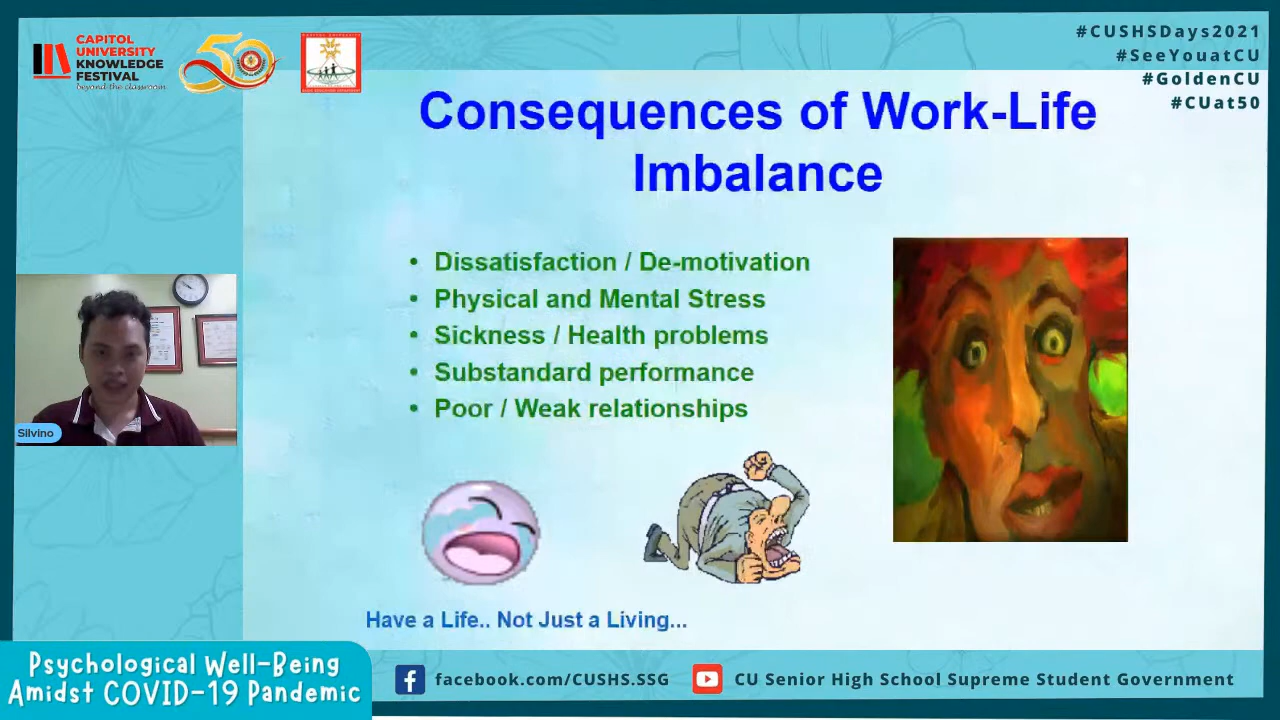 CAPITOL
UNIVERSITY
KNOWLEDGE
FESTIVAL
beyond the classroom
50
#CUSHSDays2021
#SeeYouatCU
#GoldenCU
#CUat50
Consequences of Work-Life
Imbalance
• Dissatisfaction / De-motivation
• Physical and Mental Stress
• Sickness / Health problems
• Substandard performance
• Poor / Weak relationships
Silvino
Have a Life.. Not Just a Living...
Psychological Well-Being
Amidst COVID-19 Pandemic
facebook.com/CUSHS.SSG
CU Senior High School Supreme Student Government